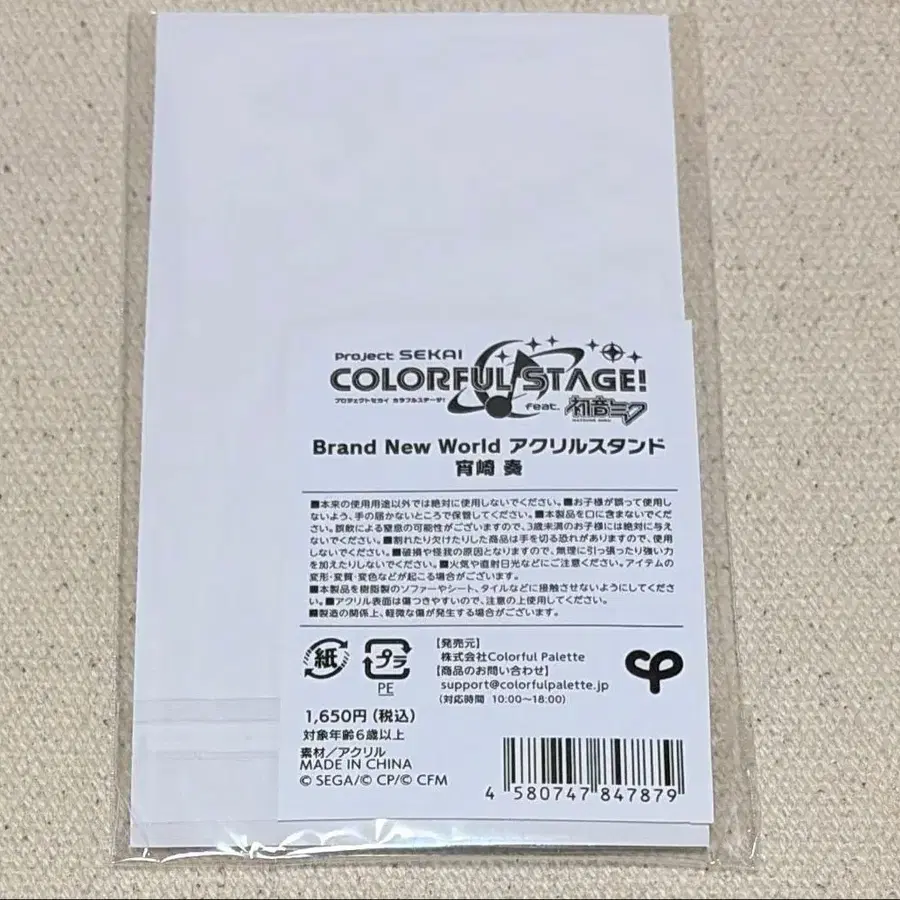 Project SEKAI
COLORFUL STAGE!
プロジェクトセカイ カラフルステージ!
feat. 初音ミク
HATSUNE MIKU
Brand New World アクリルスタンド
宵崎 奏
■本来の使用用途以外では絶対に使用しないでください。■お子様が誤って使用し
ないよう、手の届かないところで保管してください。■本製品を口に含まないでくだ
さい。誤飲による窒息の可能性がございますので、3歳未満のお子様には絶対に与え
ないでください。■割れたり欠けたりした商品は手を切る恐れがありますので、使用
しないでください。■破損や怪我の原因となりますので、無理に引っ張ったり強い力
を加えたりしないでください。■火気や直射日光などにご注意ください。アイテムの
変形・変質・変色などが起こる場合がございます。
■本製品を樹脂製のソファーやシート、タイルなどに接触させないようにしてくださ
い。■アクリル表面は傷つきやすいので、注意の上使用してください。
■製造の関係上、軽微な傷が発生する場合がございます。
紙
プラ
PE
【発売元】
株式会社Colorful Palette
【商品のお問い合わせ】
support@colorfulpalette.jp
(対応時間 10:00〜18:00)
cp
1,650円(税込)
対象年齢6歳以上
素材/アクリル
MADE IN CHINA
© SEGA/© CP/© CFM
4 580747 847879